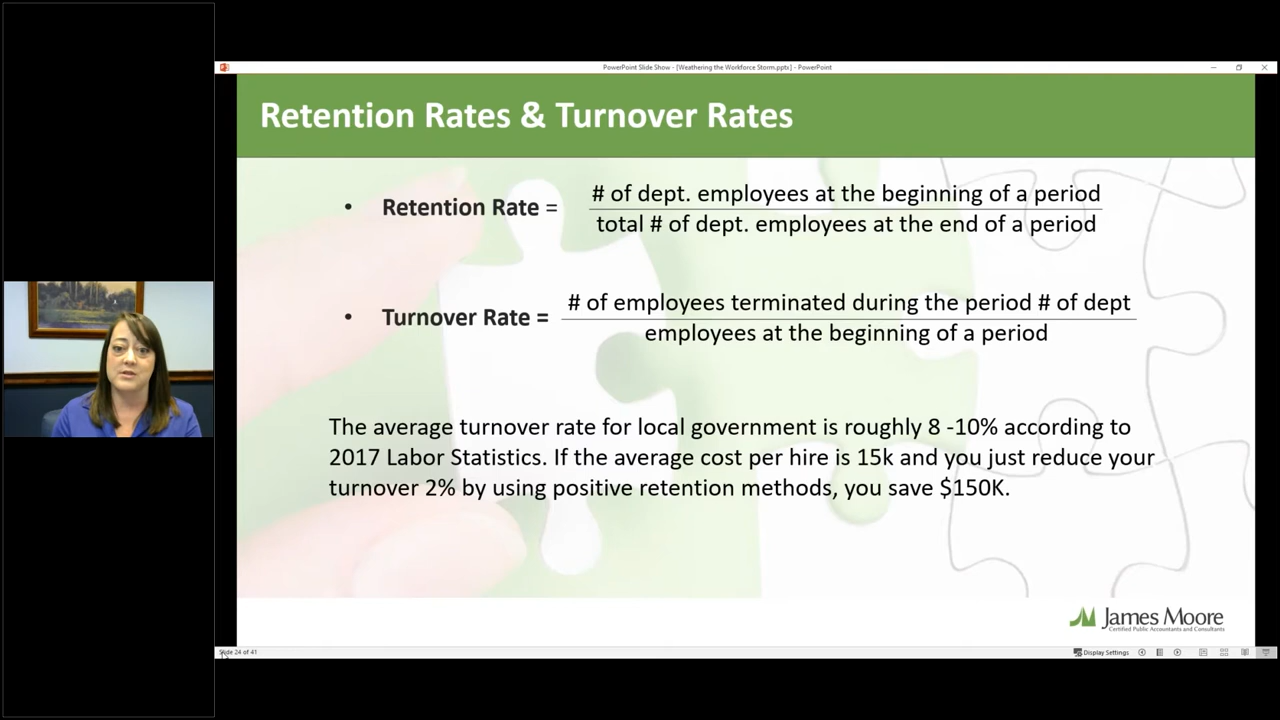 PowerPoint Slide Show - [Weathering the Workforce Storm.pptx] - PowerPoint
Retention Rates & Turnover Rates
• Retention Rate = # of dept. employees at the beginning of a period
total # of dept. employees at the end of a period
• Turnover Rate = # of employees terminated during the period # of dept
employees at the beginning of a period
The average turnover rate for local government is roughly 8 -10% according to
2017 Labor Statistics. If the average cost per hire is 15k and you just reduce your
turnover 2% by using positive retention methods, you save $150K.
James Moore
Certified Public Accountants and Consultants
Slide 24 of 41
Display Settings